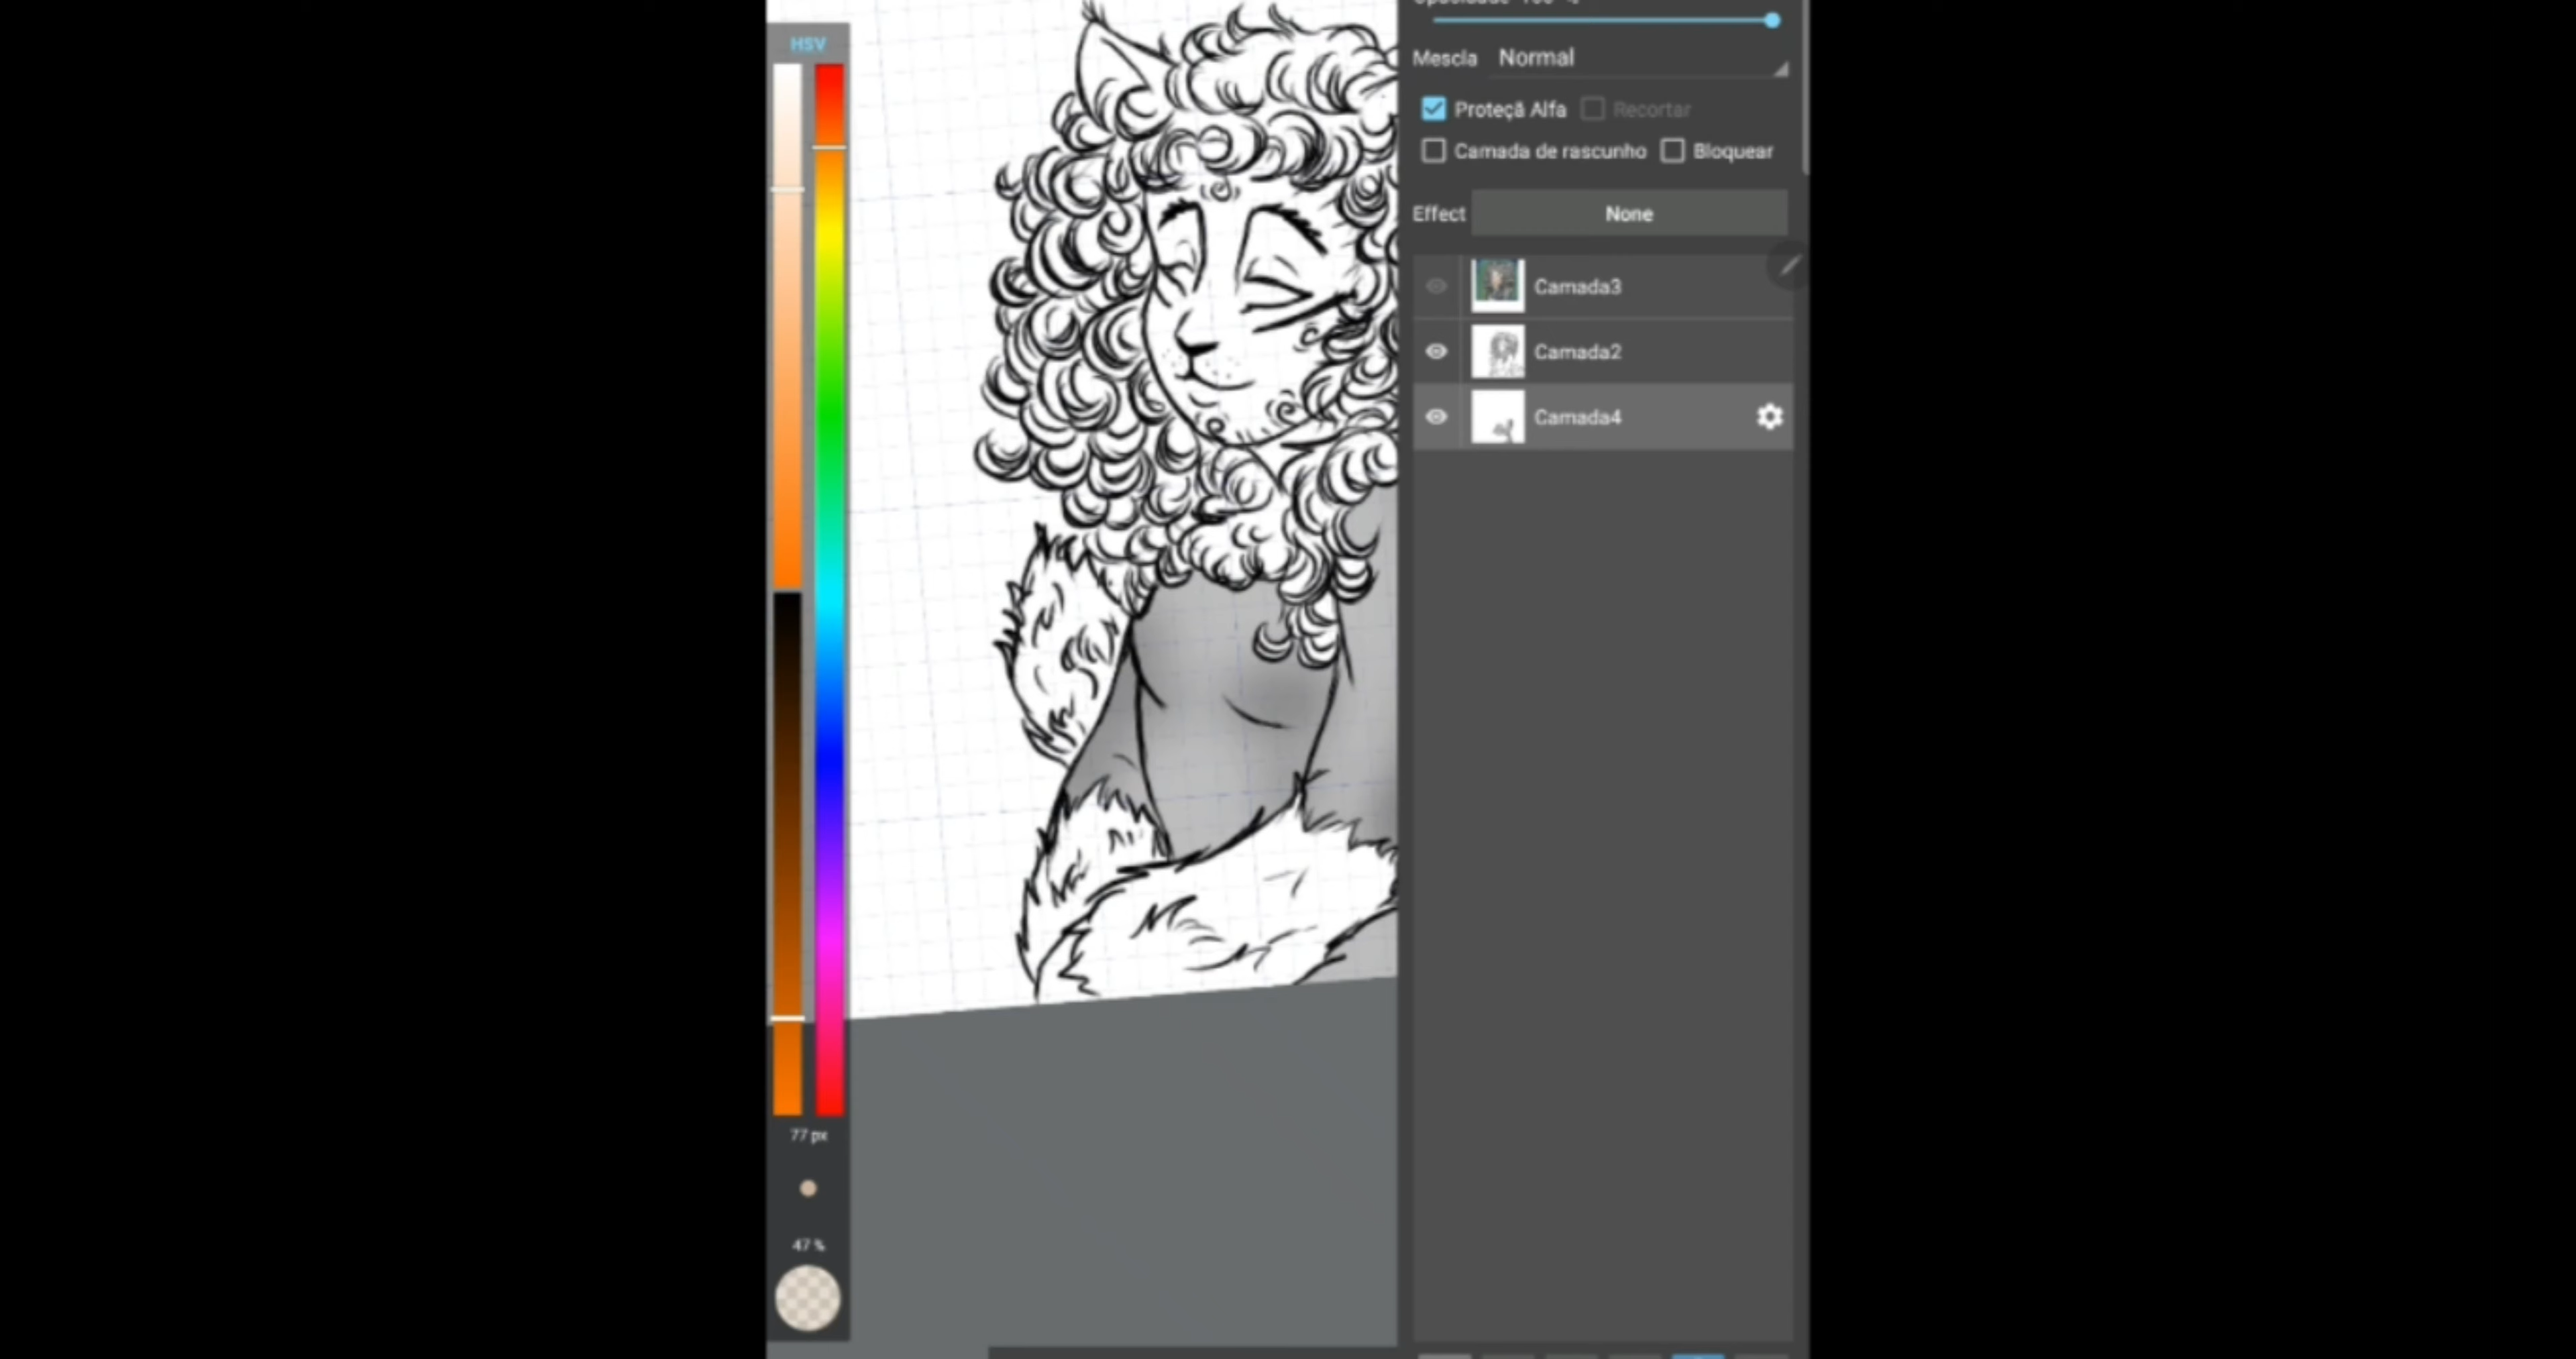 HSV
Mescla Normal
Proteçã Alfa Recortar
Camada de rascunho Bloquear
Effect None
Camada3
Camada2
Camada4
77 px
47 %